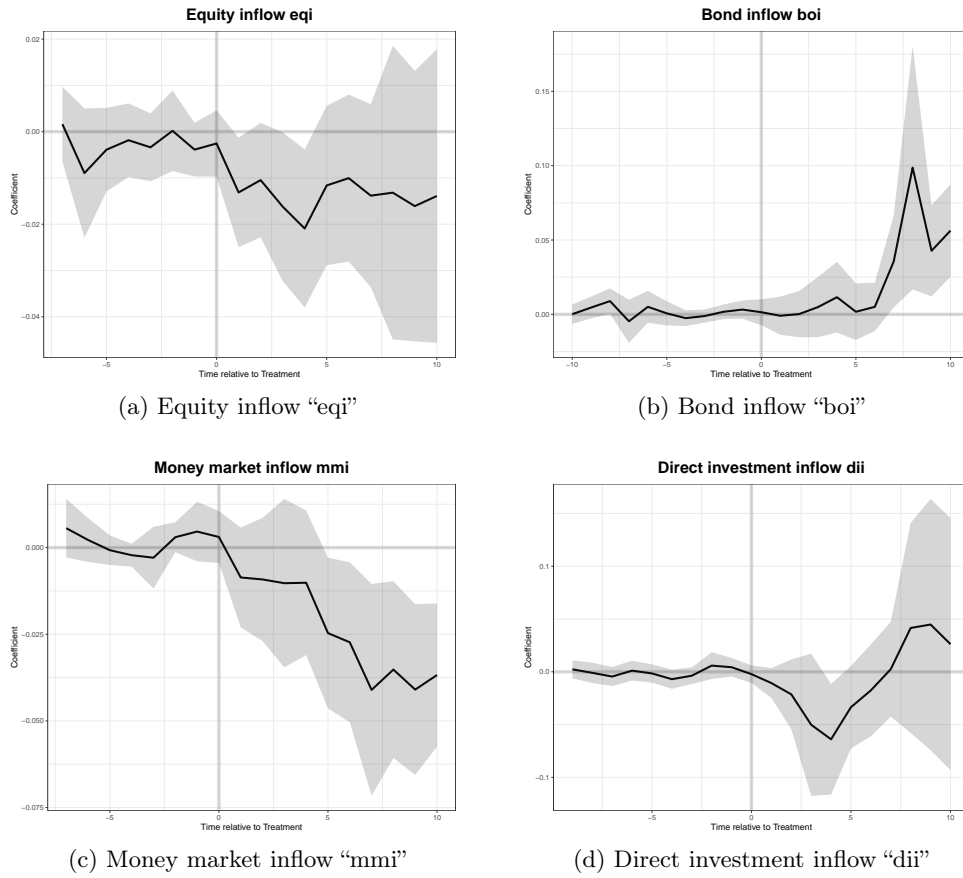 Equity inflow eqi
0.02
0.00
−0.02
−0.04
Coefficient
−5
0
5
10
Time relative to Treatment
(a) Equity inflow “eqi”
Bond inflow boi
0.15
0.10
0.05
0.00
Coefficient
−10
−5
0
5
10
Time relative to Treatment
(b) Bond inflow “boi”
Money market inflow mmi
0.000
−0.025
−0.050
−0.075
Coefficient
−5
0
5
10
Time relative to Treatment
(c) Money market inflow “mmi”
Direct investment inflow dii
0.1
0.0
−0.1
Coefficient
−5
0
5
10
Time relative to Treatment
(d) Direct investment inflow “dii”